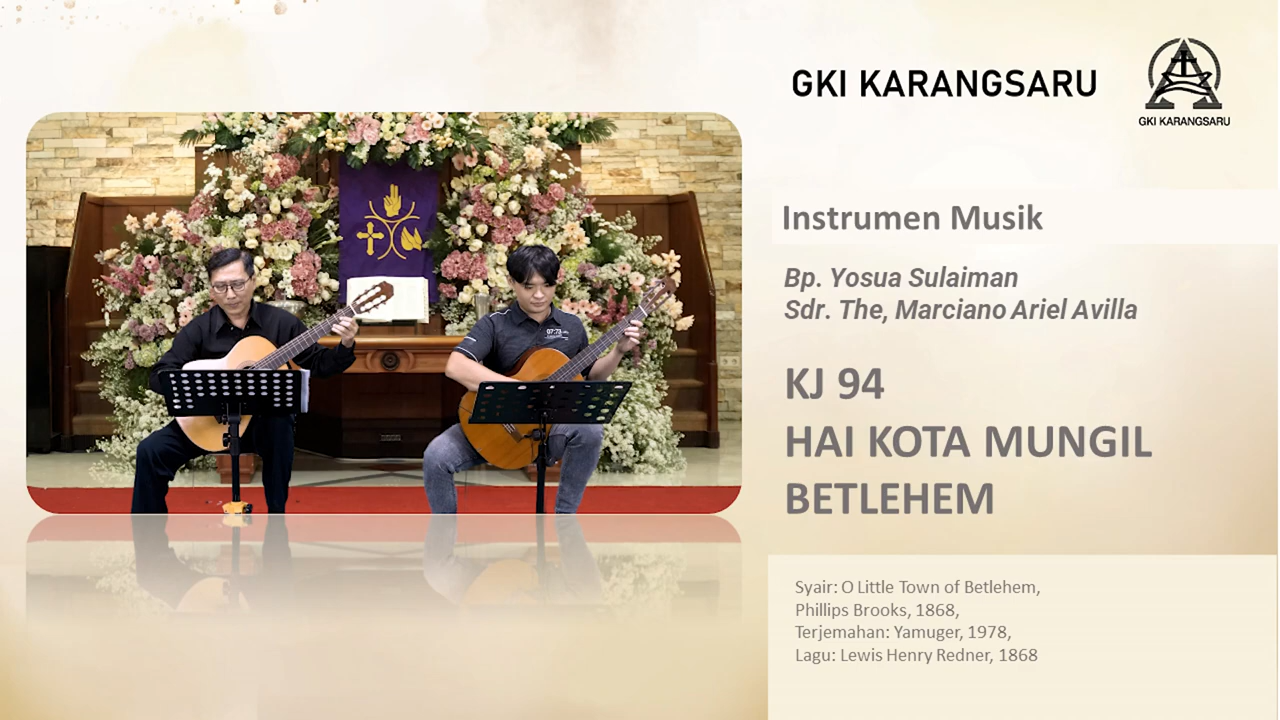 GKI KARANGSARU
GKI KARANGSARU
Instrumen Musik
Bp. Yosua Sulaiman
Sdr. The, Marciano Ariel Avilla
KJ 94
HAI KOTA MUNGIL
BETLEHEM
Syair: O Little Town of Betlehem,
Phillips Brooks, 1868,
Terjemahan: Yamuger, 1978,
Lagu: Lewis Henry Redner, 1868